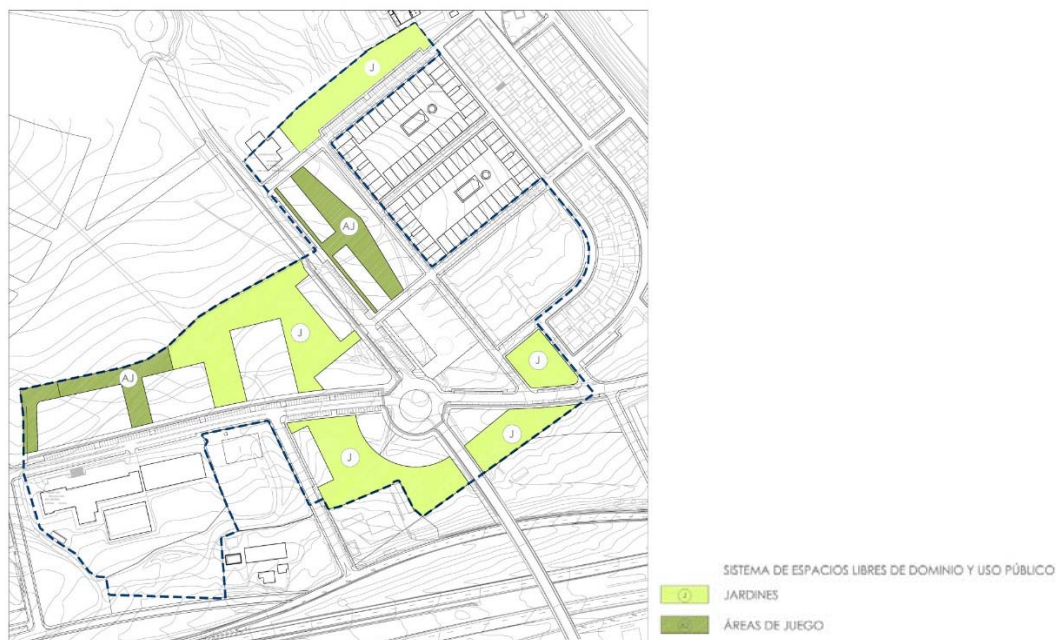 J
AJ
J
AJ
J
J
J
SISTEMA DE ESPACIOS LIBRES DE DOMINIO Y USO PÚBLICO
J JARDINES
ÁREAS DE JUEGO